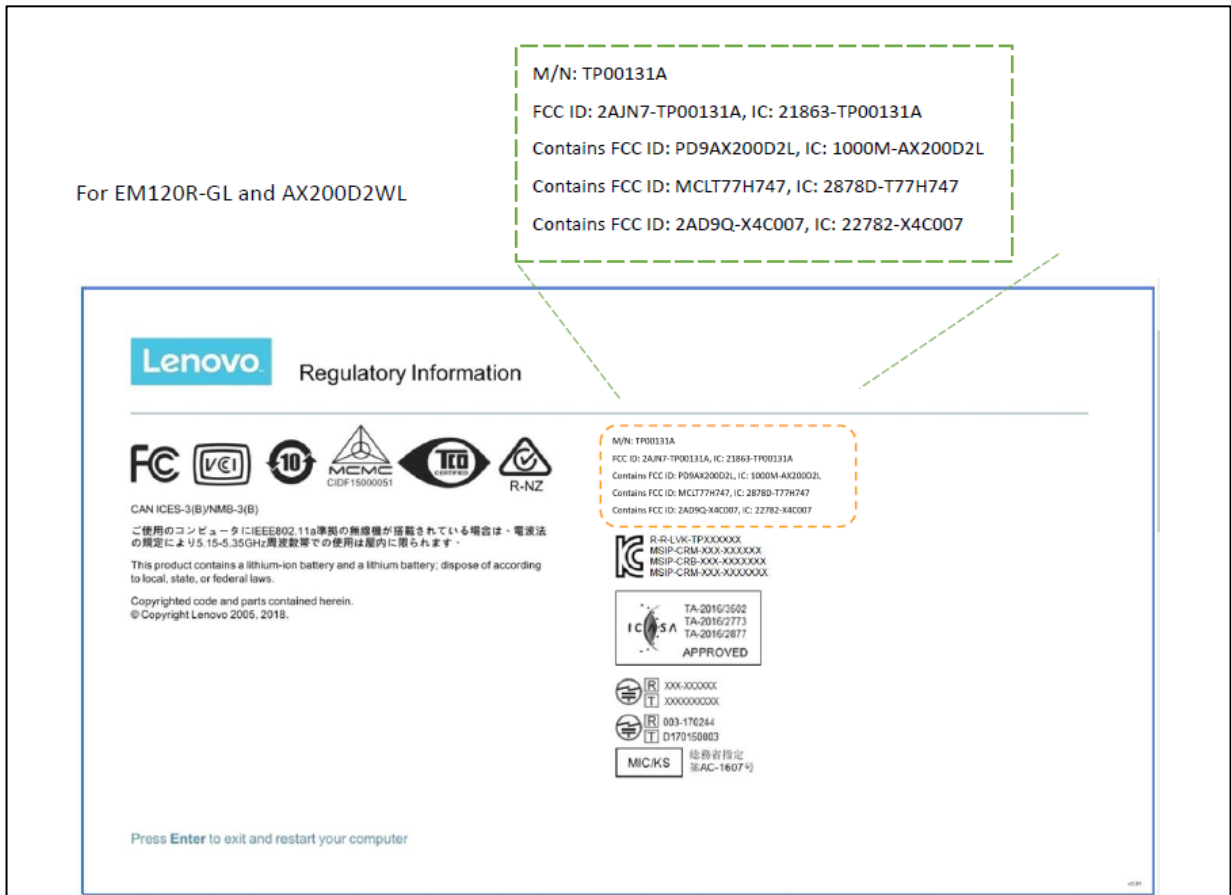 M/N: TP00131A
FCC ID: 2AJN7-TP00131A, IC: 21863-TP00131A
Contains FCC ID: PD9AX200D2L, IC: 1000M-AX200D2L
Contains FCC ID: MCLT77H747, IC: 2878D-T77H747
Contains FCC ID: 2AD9Q-X4C007, IC: 22782-X4C007
For EM120R-GL and AX200D2WL
Lenovo.
Regulatory Information
FC VCI 10 MCMC TCO CERTIFIED
CIDF15000051
R-NZ
CAN ICES-3(B)/NMB-3(B)
ご使用のコンピュータにIEEE802.11a準拠の無線機が搭載されている場合は、電波法
の規定により5.15-5.35GHz周波数帯での使用は屋内に限られます。
This product contains a lithium-ion battery and a lithium battery; dispose of according
to local, state, or federal laws.
Copyrighted code and parts contained herein.
© Copyright Lenovo 2005, 2018.
M/N: TP00131A
FCC ID: 2AJN7-TP00131A, IC: 21863-TP00131A
Contains FCC ID: PD9AX200D2L, IC: 1000M-AX200D2L
Contains FCC ID: MCLT77H747, IC: 2878D-T77H747
Contains FCC ID: 2AD9Q-X4C007, IC: 22782-X4C007
R-R-LVK-TPXXXXXX
MSIP-CRM-XXX-XXXXXX
MSIP-CRB-XXX-XXXXXXX
MSIP-CRM-XXX-XXXXXXX
ICASA
TA-2016/3502
TA-2016/2773
TA-2016/2877
APPROVED
R XXX-XXXXXX
T XXXXXXXXXX
R 003-170244
T D170150003
MIC/KS
総務省指定
第AC-1607号
Press Enter to exit and restart your computer